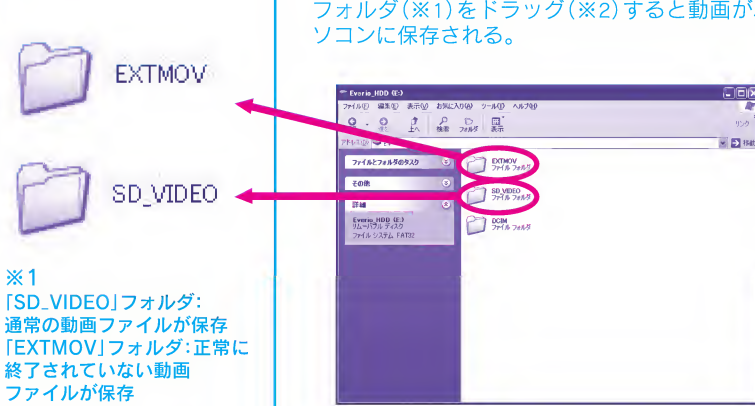 フォルダ(※1)をドラッグ(※2)すると動画が
ソコンに保存される。
EXTMOV
SD_VIDEO
※1
「SD_VIDEO」フォルダ:
通常の動画ファイルが保存
「EXTMOV」フォルダ:正常に
終了されていない動画
ファイルが保存
Everio_HDD (E:)
ファイル(F) 編集(E) 表示(V) お気に入り(A) ツール(T) ヘルプ(H)
上へ 検索 フォルダ 表示
リンク
移動
ファイルとフォルダのタスク
その他
詳細
Everio_HDD (E:)
リムーバブル ディスク
ファイル システム: FAT32
EXTMOV
ファイル フォルダ
SD_VIDEO
ファイル フォルダ
DCIM
ファイル フォルダ